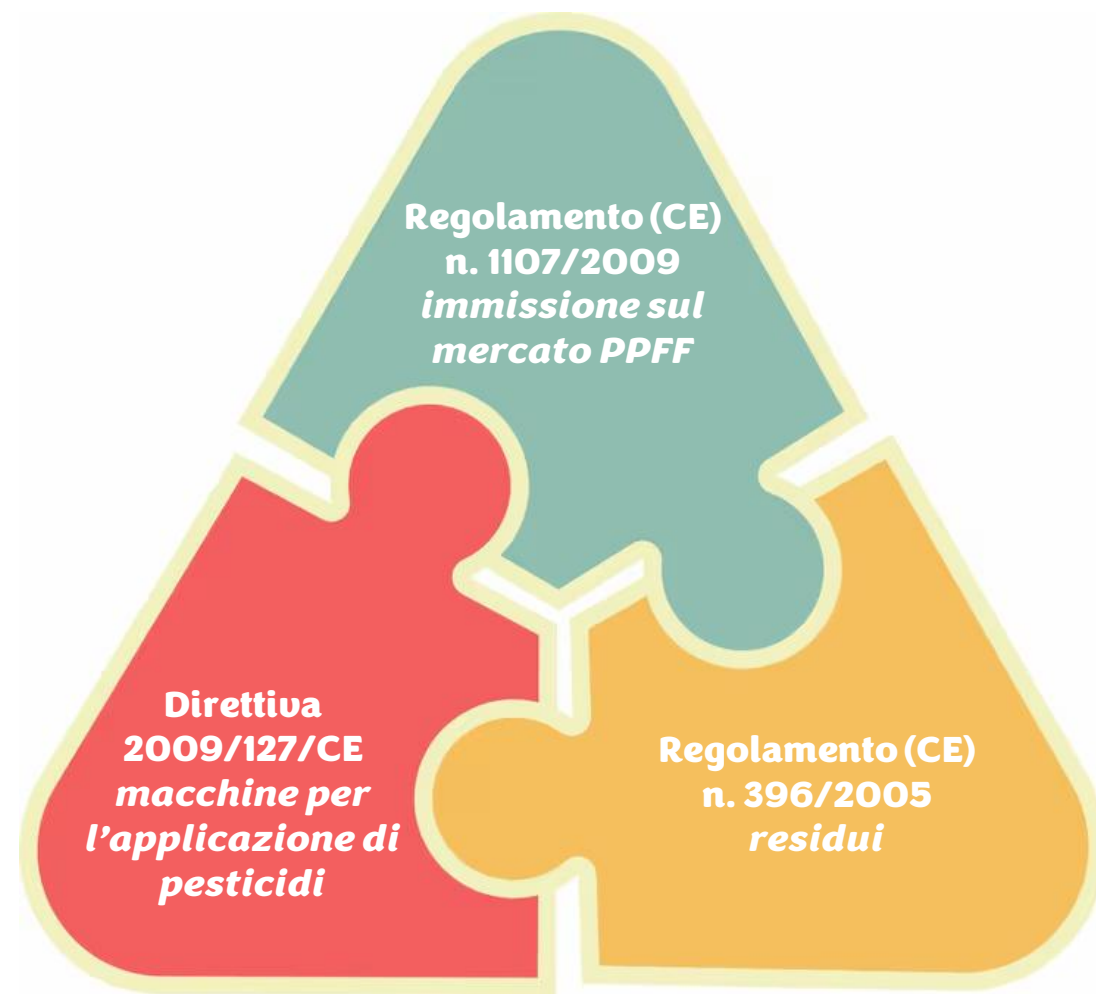 Regolamento (CE)
n. 1107/2009
immissione sul
mercato PPFF
Direttiva
2009/127/CE
macchine per
l’applicazione di
pesticidi
Regolamento (CE)
n. 396/2005
residui